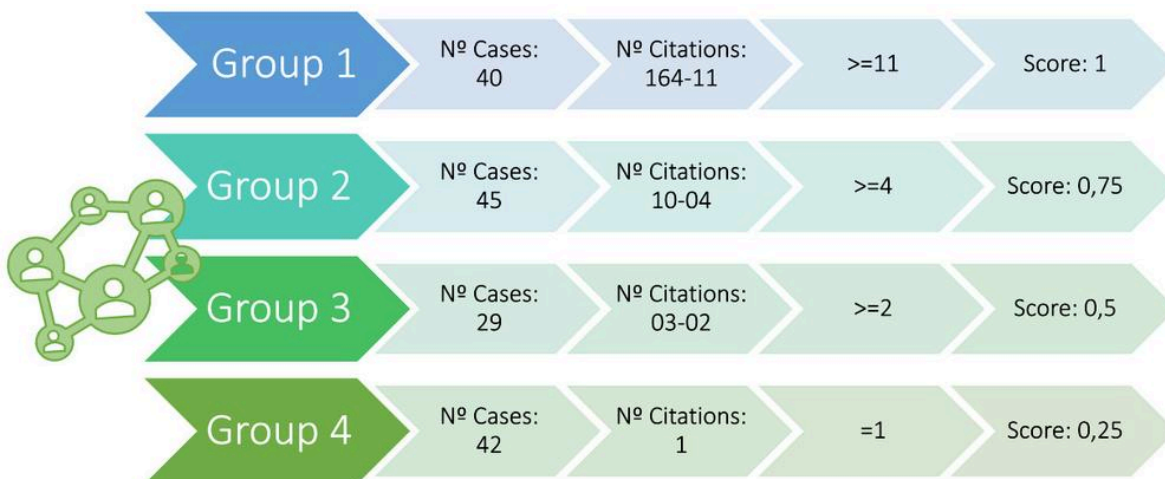 Group 1
Nº Cases:
40
Nº Citations:
164-11
>=11
Score: 1
Group 2
Nº Cases:
45
Nº Citations:
10-04
>=4
Score: 0,75
Group 3
Nº Cases:
29
Nº Citations:
03-02
>=2
Score: 0,5
Group 4
Nº Cases:
42
Nº Citations:
1
=1
Score: 0,25